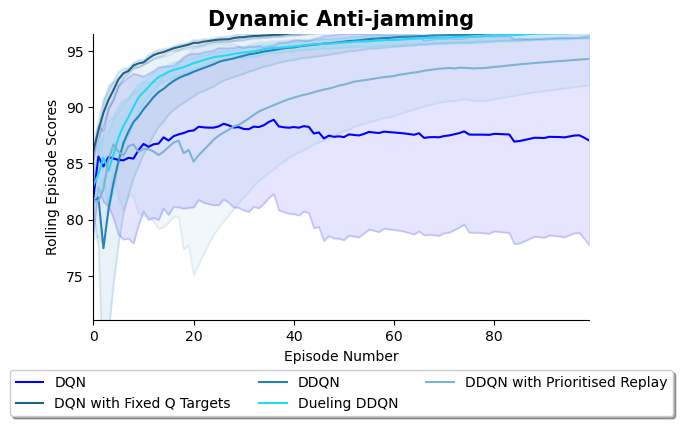 Dynamic Anti-jamming
Rolling Episode Scores
95
90
85
80
75
0 20 40 60 80
Episode Number
DQN DDQN DDQN with Prioritised Replay
DQN with Fixed Q Targets Dueling DDQN